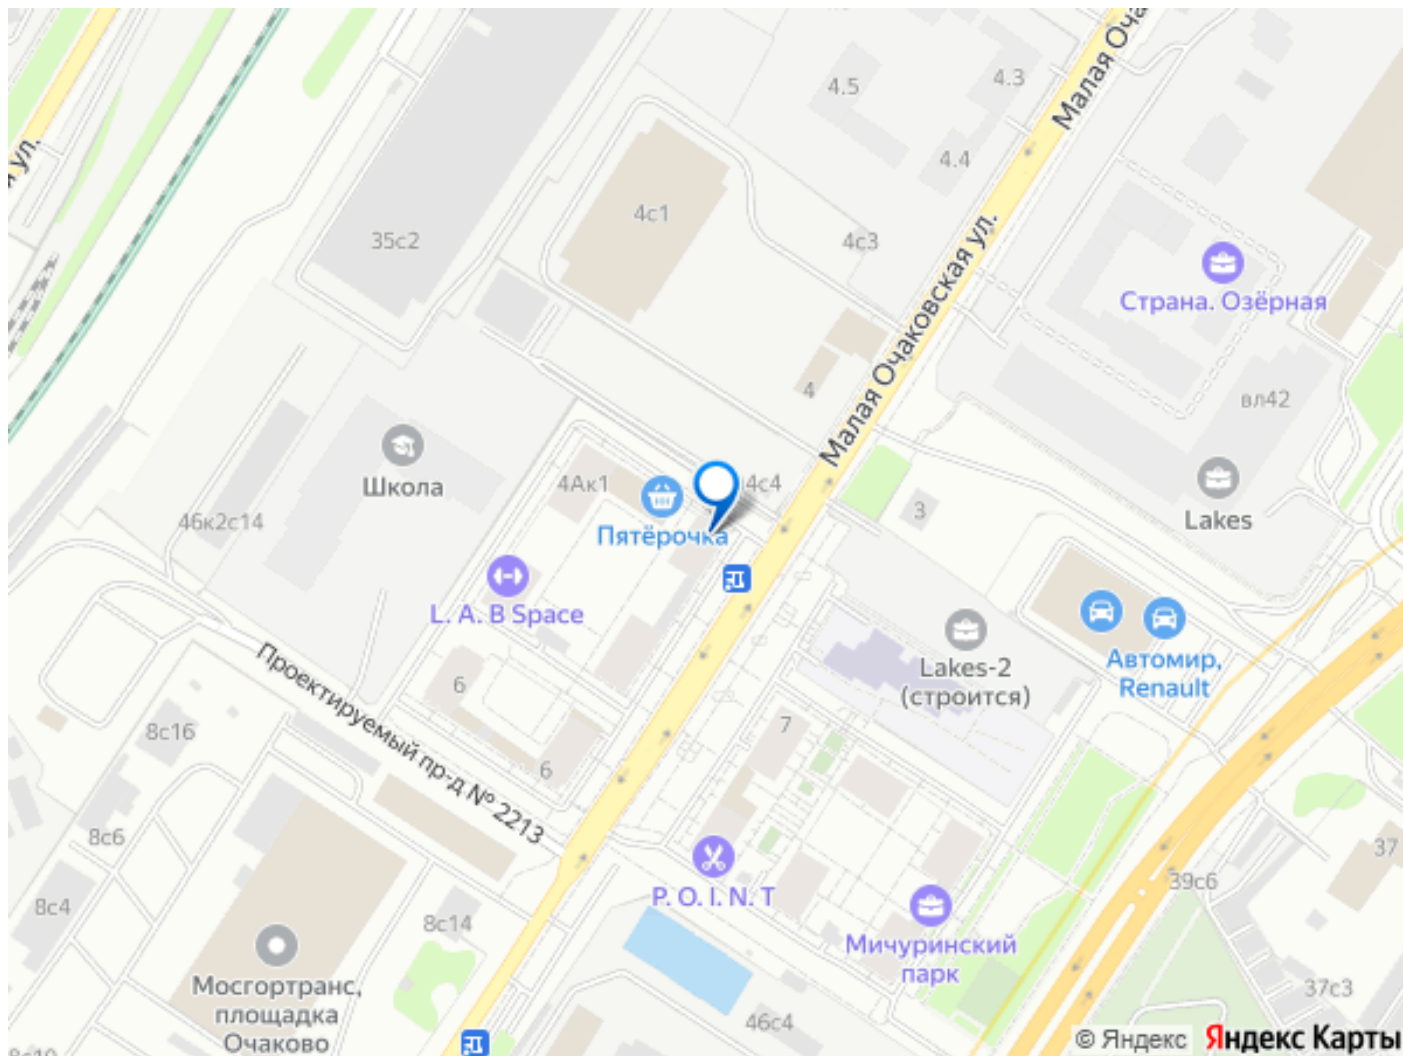 Малая Оча
я ул.
4.5
4.3
4.4
4с1
35с2
4с3
Малая Очаковская ул.
Страна. Озёрная
4
вл42
Школа
4Ак1
4с4
46к2с14
Пятёрочка
3
Lakes
L. A. B Space
Проектируемый пр-д № 2213
Lakes-2
(строится)
Автомир,
Renault
6
7
8с16
6
8с6
37
P. O. I. N. T
39с6
8с4
8с14
Мичуринский
парк
Мосгортранс,
площадка
Очаково
37с3
46с4
© Яндекс Яндекс Карты